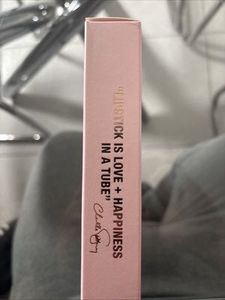 "LIPSTICK IS LOVE + HAPPINESS
IN A TUBE"